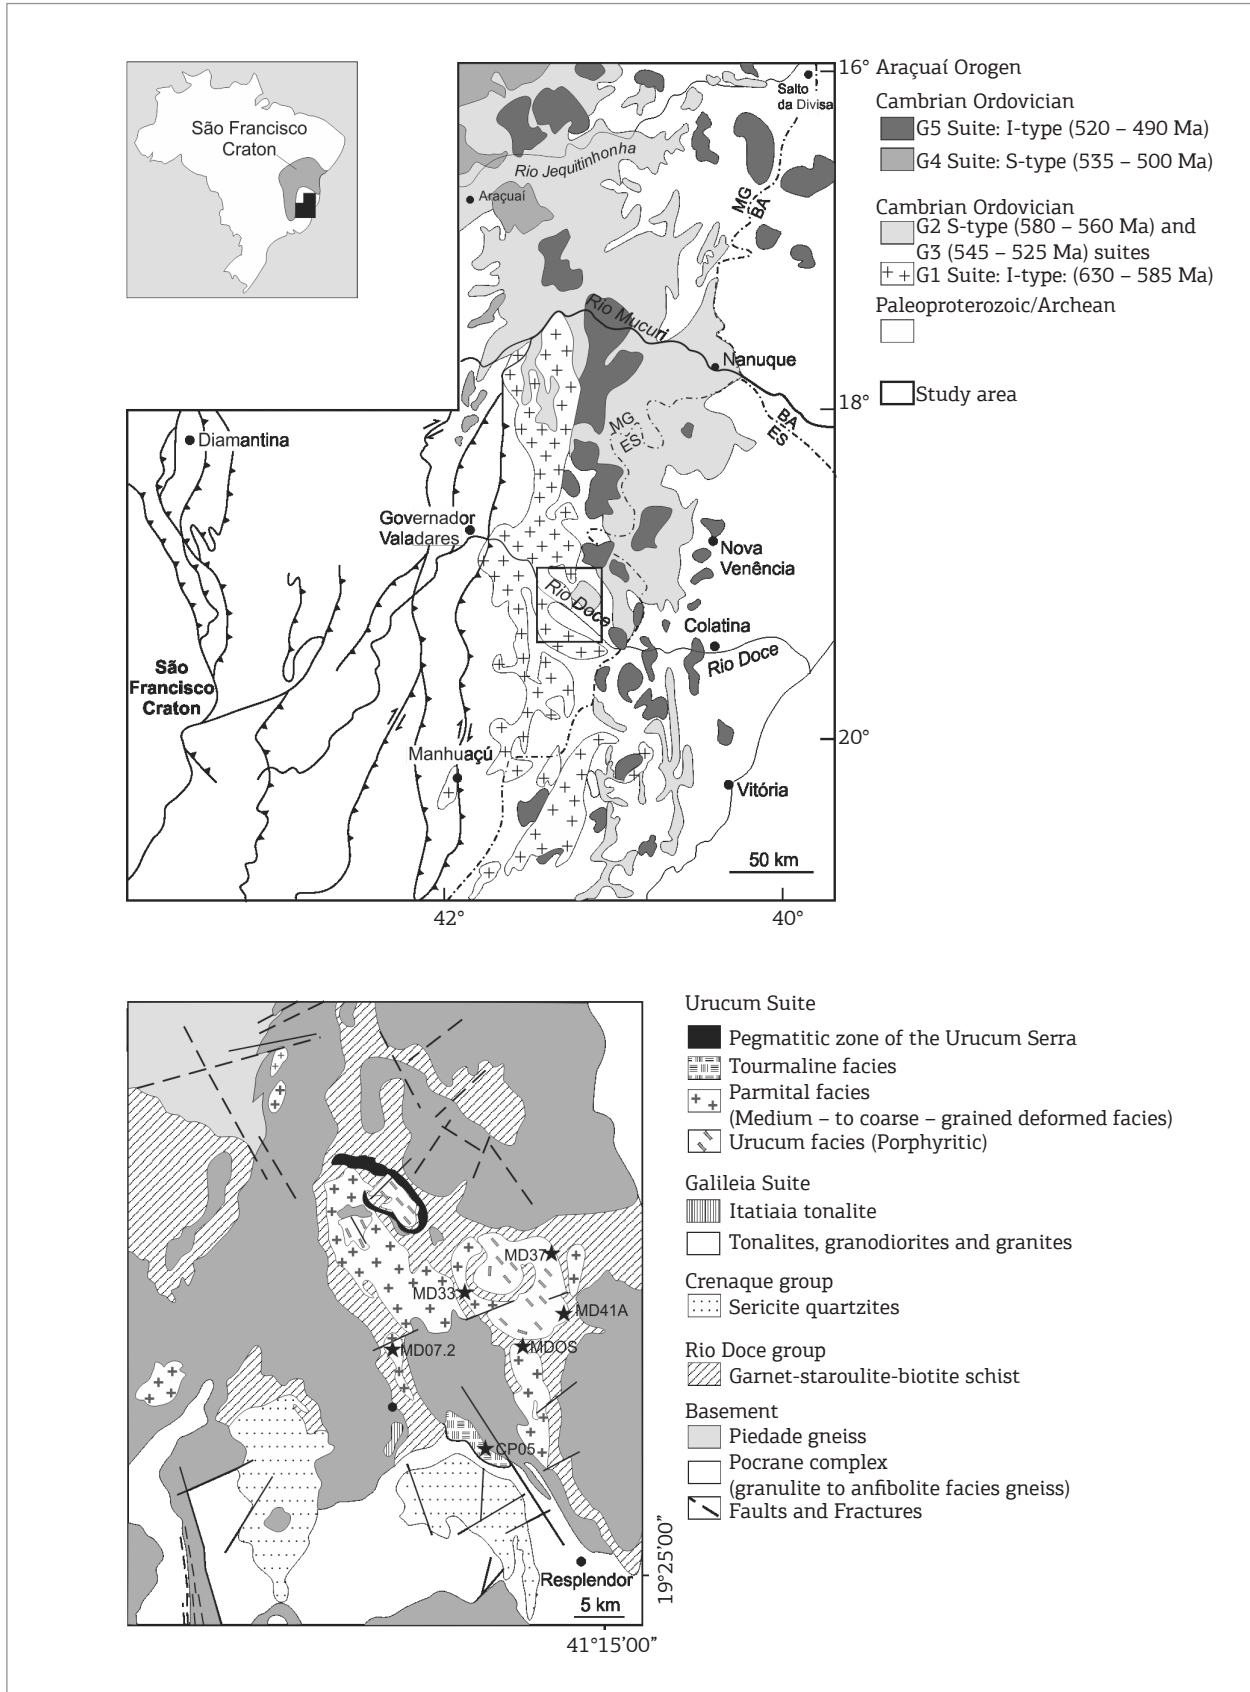 São Francisco
Craton
16°
Salto
da Divisa
Rio Jequitinhonha
Araçuaí
MG
BA
Rio Mucuri
Nanuque
18°
MG
ES
BA
ES
Diamantina
Governador
Valadares
Nova
Venência
Rio Doce
Colatina
Rio Doce
São
Francisco
Craton
20°
Manhuaçú
Vitória
50 km
42°
40°
Araçuaí Orogen
Cambrian Ordovician
G5 Suite: I-type (520 – 490 Ma)
G4 Suite: S-type (535 – 500 Ma)
Cambrian Ordovician
G2 S-type (580 – 560 Ma) and
G3 (545 – 525 Ma) suites
G1 Suite: I-type: (630 – 585 Ma)
Paleoproterozoic/Archean
Study area
MD37
MD33
MD41A
MD07.2
MDOS
CP05
Resplendor
5 km
19°25'00"
41°15'00"
Urucum Suite
Pegmatitic zone of the Urucum Serra
Tourmaline facies
Parmital facies
(Medium – to coarse – grained deformed facies)
Urucum facies (Porphyritic)
Galileia Suite
Itatiaia tonalite
Tonalites, granodiorites and granites
Crenaque group
Sericite quartzites
Rio Doce group
Garnet-staroulite-biotite schist
Basement
Piedade gneiss
Pocrane complex
(granulite to anfibolite facies gneiss)
Faults and Fractures